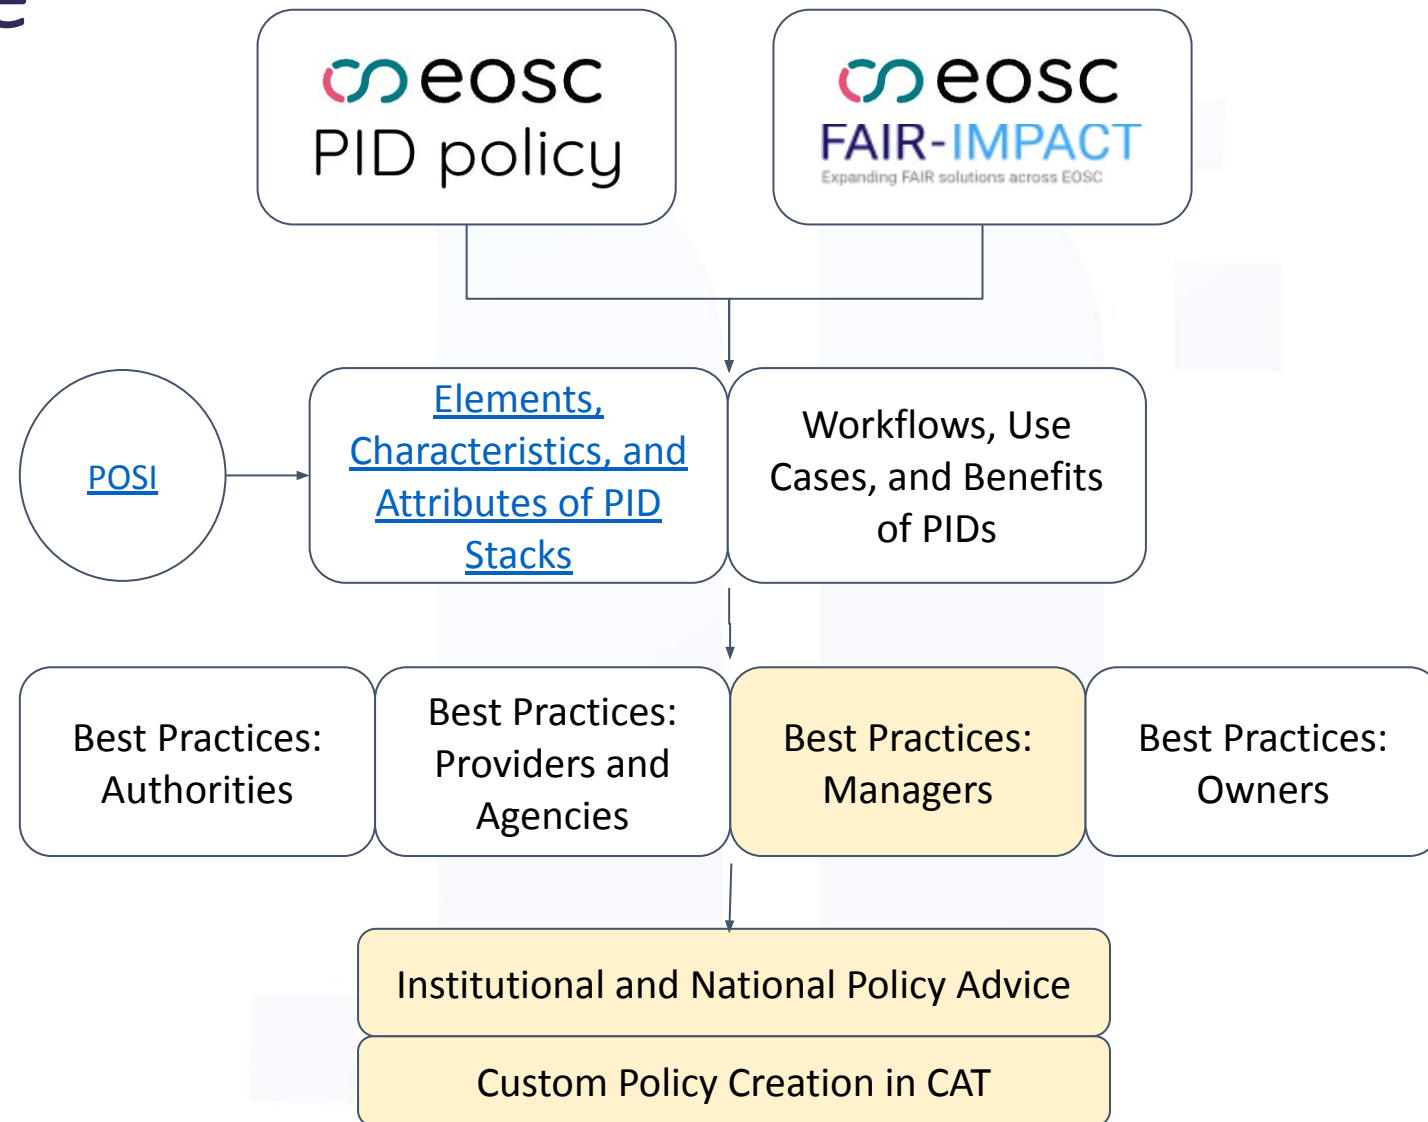 e
eosc
PID policy
eosc
FAIR-IMPACT
Expanding FAIR solutions across EOSC
POSI
Elements,
Characteristics, and
Attributes of PID
Stacks
Workflows, Use
Cases, and Benefits
of PIDs
Best Practices:
Authorities
Best Practices:
Providers and
Agencies
Best Practices:
Managers
Best Practices:
Owners
Institutional and National Policy Advice
Custom Policy Creation in CAT